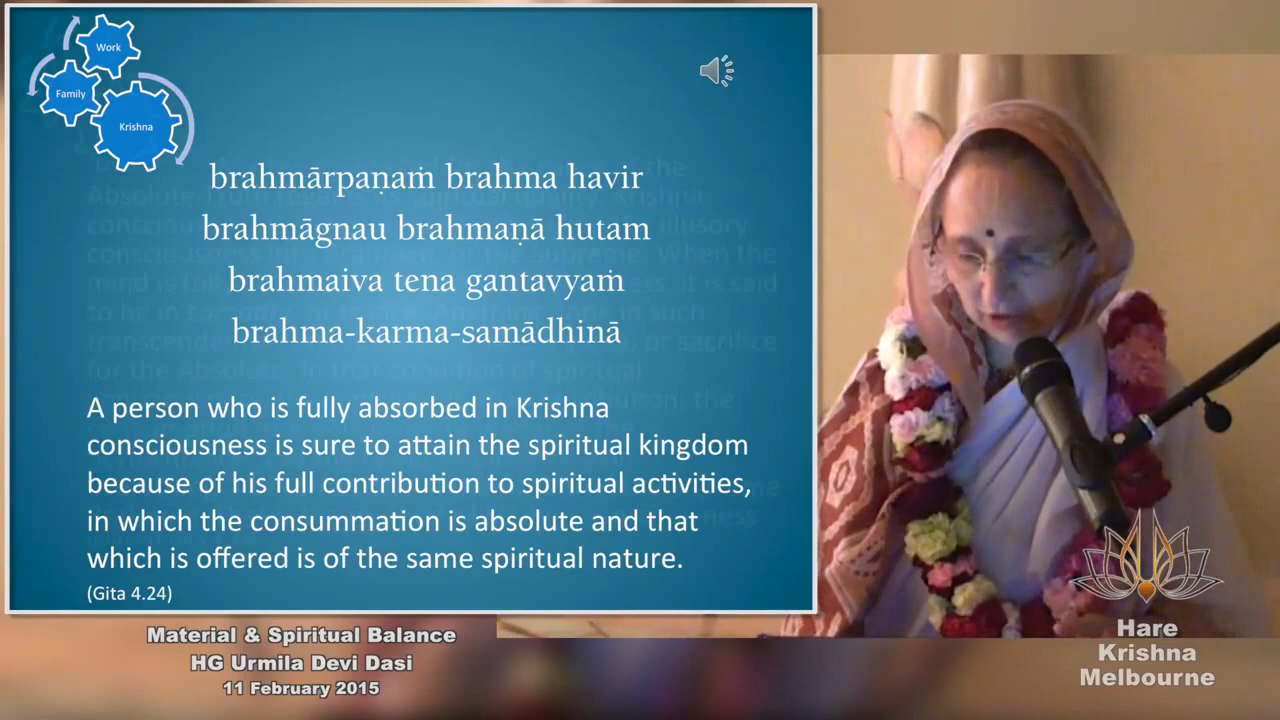 Work
Family
Krishna
brahmārpaṇaṁ brahma havir
brahmāgnau brahmaṇā hutam
brahmaiva tena gantavyaṁ
brahma-karma-samādhinā
A person who is fully absorbed in Krishna
consciousness is sure to attain the spiritual kingdom
because of his full contribution to spiritual activities,
in which the consummation is absolute and that
which is offered is of the same spiritual nature.
(Gita 4.24)
Material & Spiritual Balance
HG Urmila Devi Dasi
11 February 2015
Hare
Krishna
Melbourne